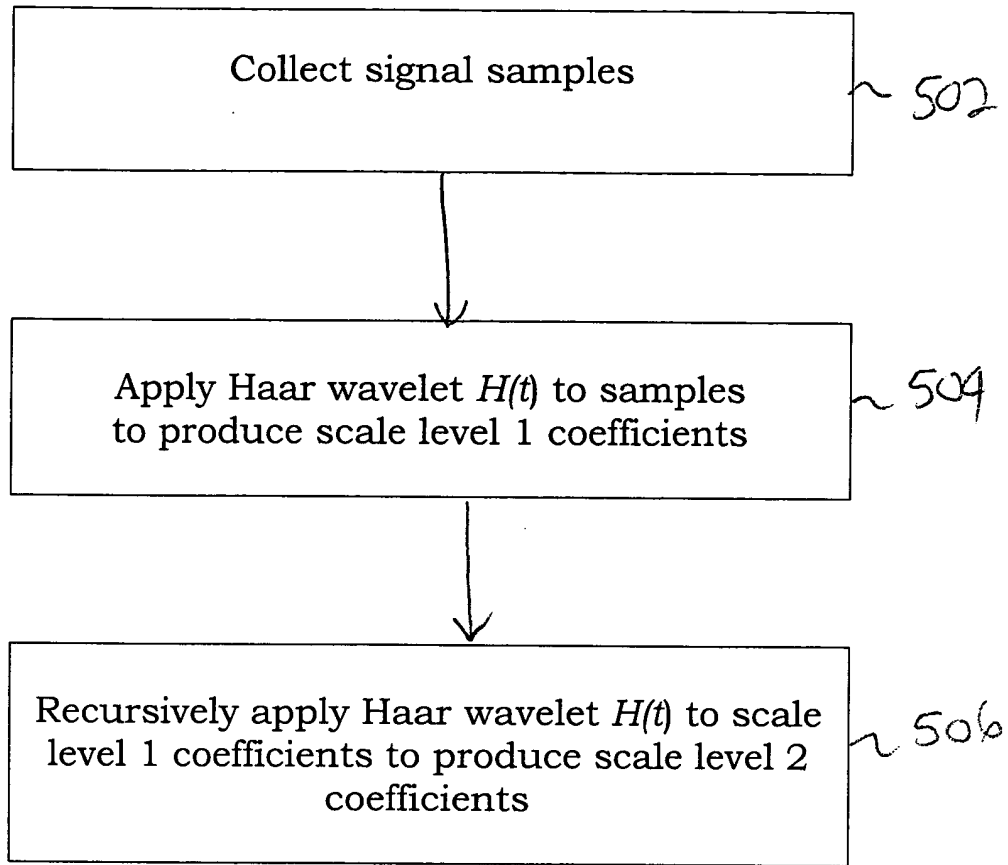 Collect signal samples
502
Apply Haar wavelet H(t) to samples
to produce scale level 1 coefficients
504
Recursively apply Haar wavelet H(t) to scale
level 1 coefficients to produce scale level 2
coefficients
506